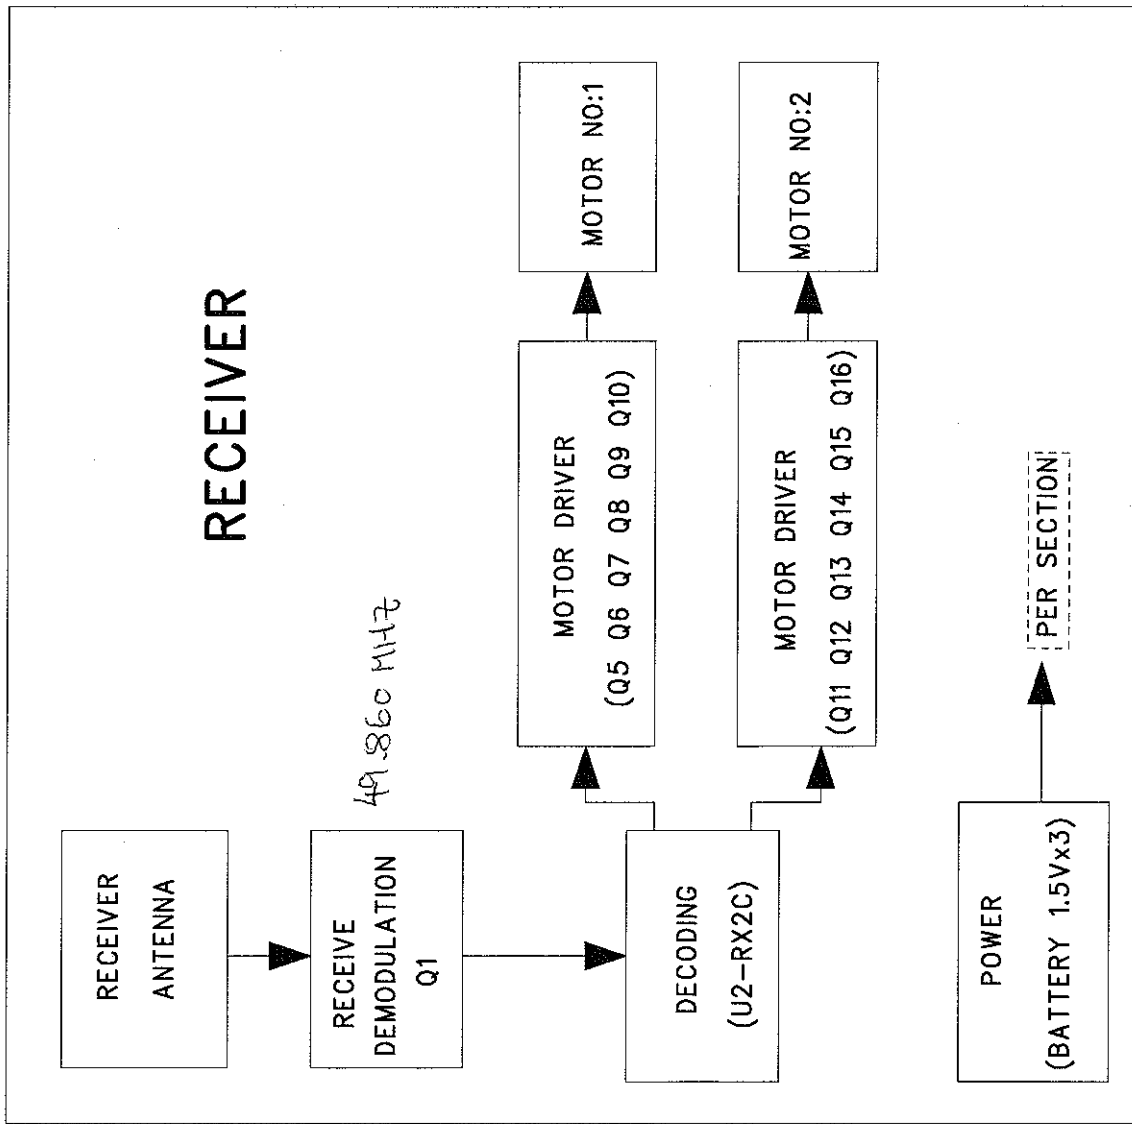 RECEIVER
RECEIVER
ANTENNA
RECEIVE
DEMODULATION
Q1
49.860 MHz
DECODING
(U2-RX2C)
MOTOR DRIVER
(Q5 Q6 Q7 Q8 Q9 Q10)
MOTOR NO:1
MOTOR DRIVER
(Q11 Q12 Q13 Q14 Q15 Q16)
MOTOR NO:2
POWER
(BATTERY 1.5Vx3)
PER SECTION